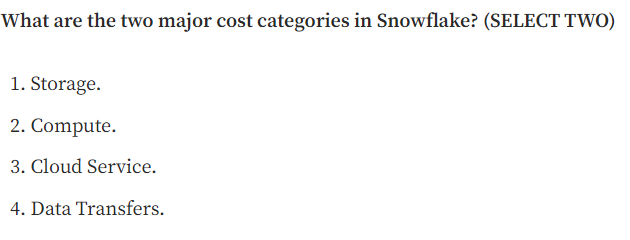 What are the two major cost categories in Snowflake? (SELECT TWO)
1. Storage.
2. Compute.
3. Cloud Service.
4. Data Transfers.